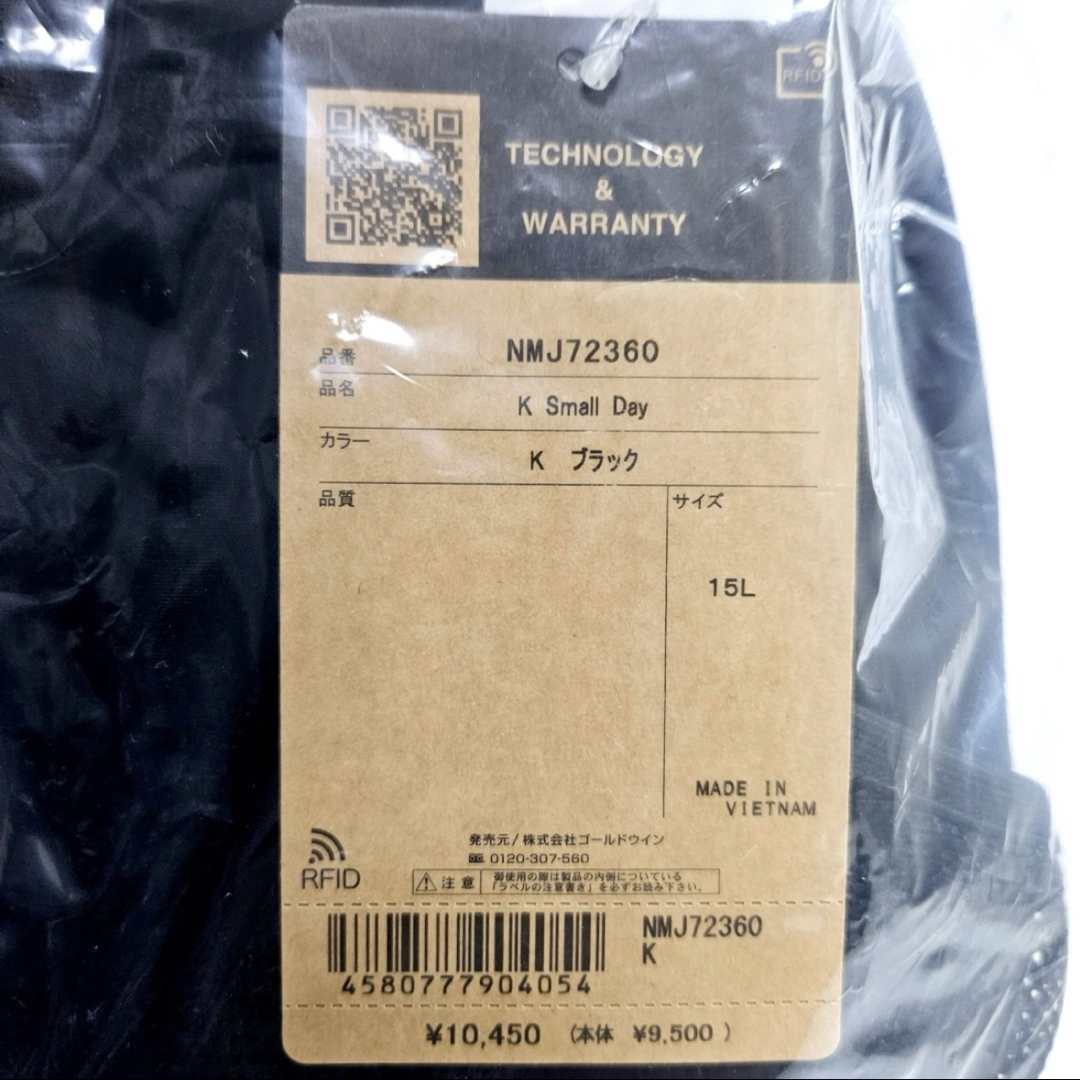 RFID
TECHNOLOGY
&
WARRANTY
品番 NMJ72360
品名 K Small Day
カラー K ブラック
品質
サイズ
15L
MADE IN
VIETNAM
発売元/株式会社ゴールドウイン
0120-307-560
RFID
注意
御使用の際は製品の内側についている
「ラベルの注意書き」を必ずお読み下さい。
NMJ72360
K
4580777904054
¥10,450 (本体 ¥9,500 )